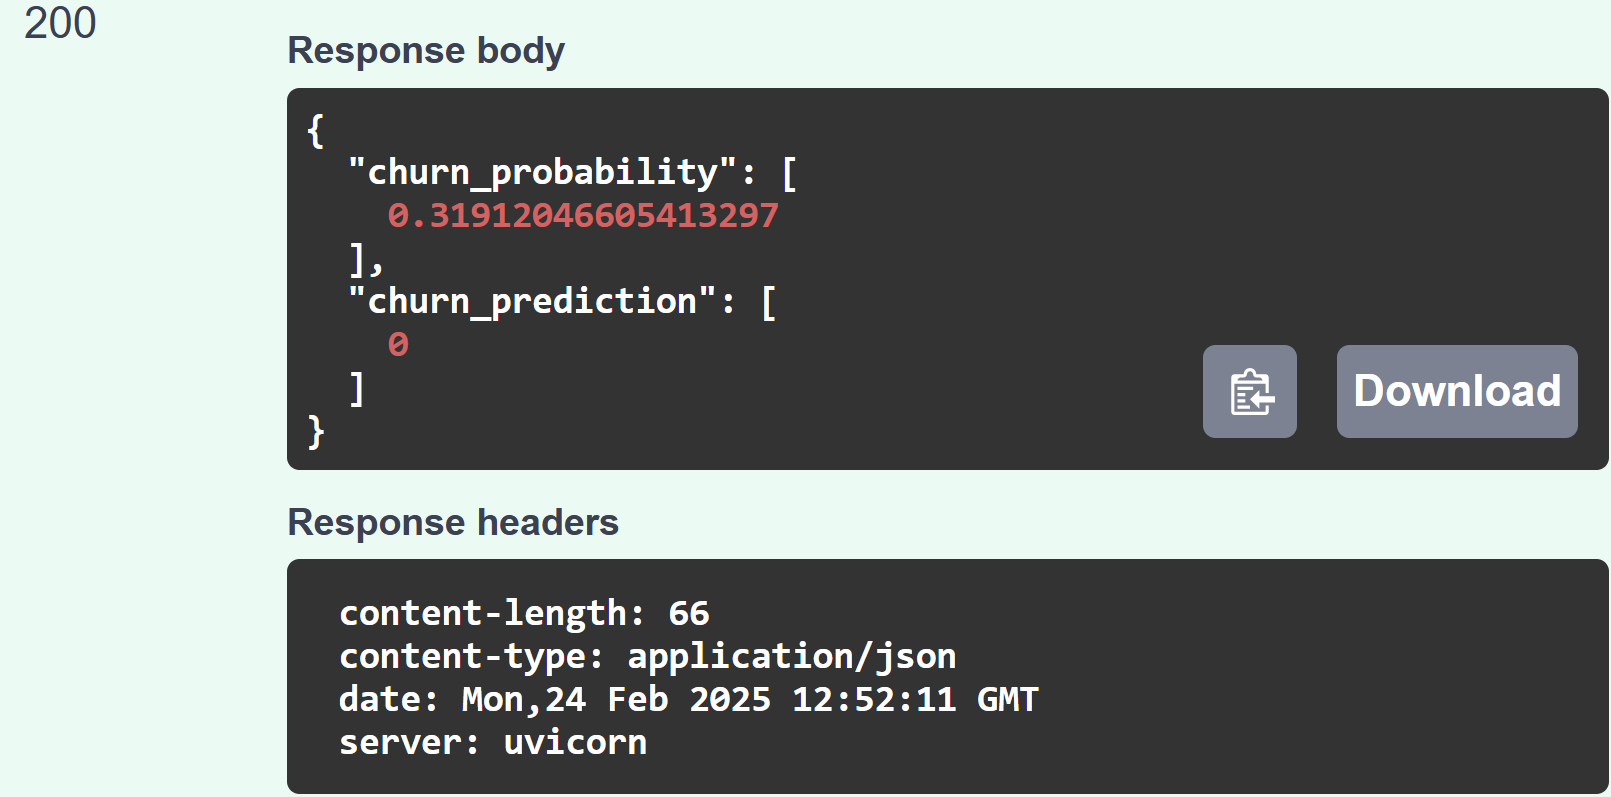 200
Response body
{
  "churn_probability": [
    0.31912046605413297
  ],
  "churn_prediction": [
    0
  ]
}
Download
Response headers
content-length: 66
content-type: application/json
date: Mon,24 Feb 2025 12:52:11 GMT
server: uvicorn